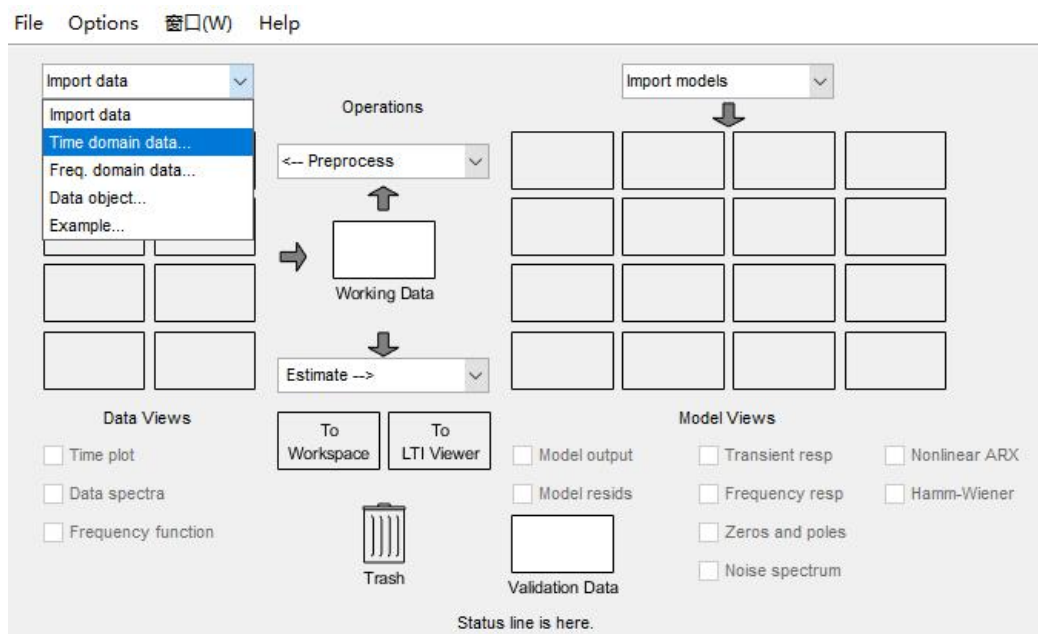 File Options 窗口(W) Help
Import data
Import data
Time domain data...
Freq. domain data...
Data object...
Example...
Operations
<-- Preprocess
Working Data
Estimate -->
Import models
Data Views
Time plot
Data spectra
Frequency function
To
Workspace
To
LTI Viewer
Trash
Model Views
Model output
Transient resp
Nonlinear ARX
Model resids
Frequency resp
Hamm-Wiener
Zeros and poles
Noise spectrum
Validation Data
Status line is here.